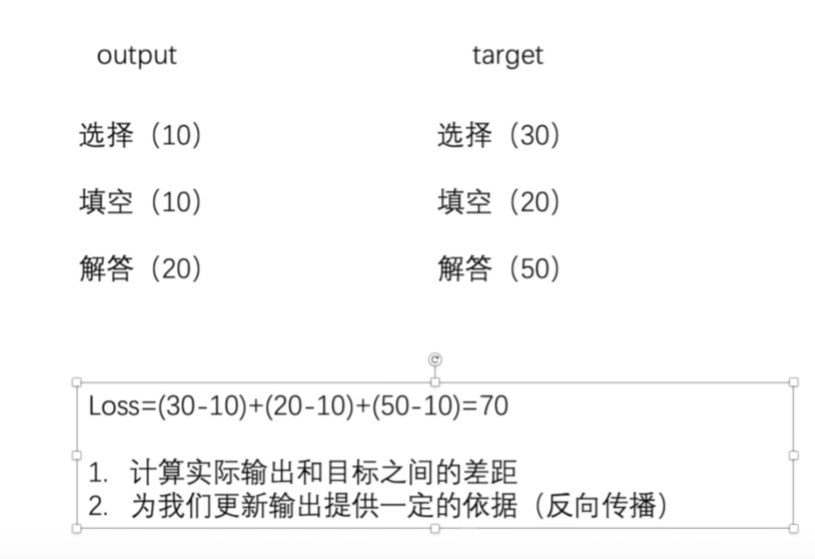 output target
选择（10） 选择（30）
填空（10） 填空（20）
解答（20） 解答（50）
Loss=(30-10)+(20-10)+(50-10)=70
1. 计算实际输出和目标之间的差距
2. 为我们更新输出提供一定的依据（反向传播）